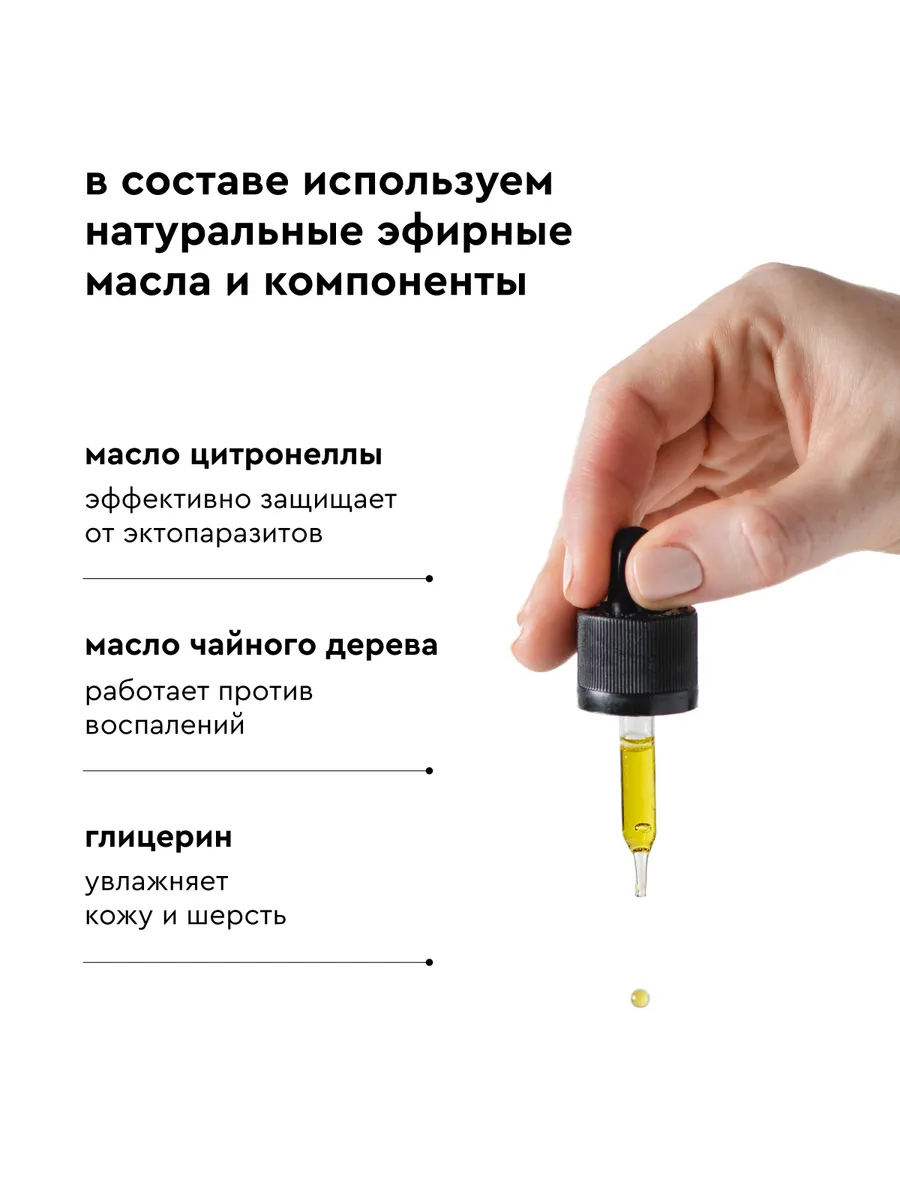 в составе используем
натуральные эфирные
масла и компоненты
масло цитронеллы
эффективно защищает
от эктопаразитов
масло чайного дерева
работает против
воспалений
глицерин
увлажняет
кожу и шерсть